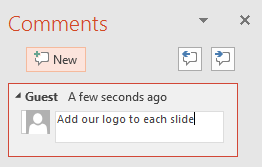 Comments
New
Guest A few seconds ago
Add our logo to each slide